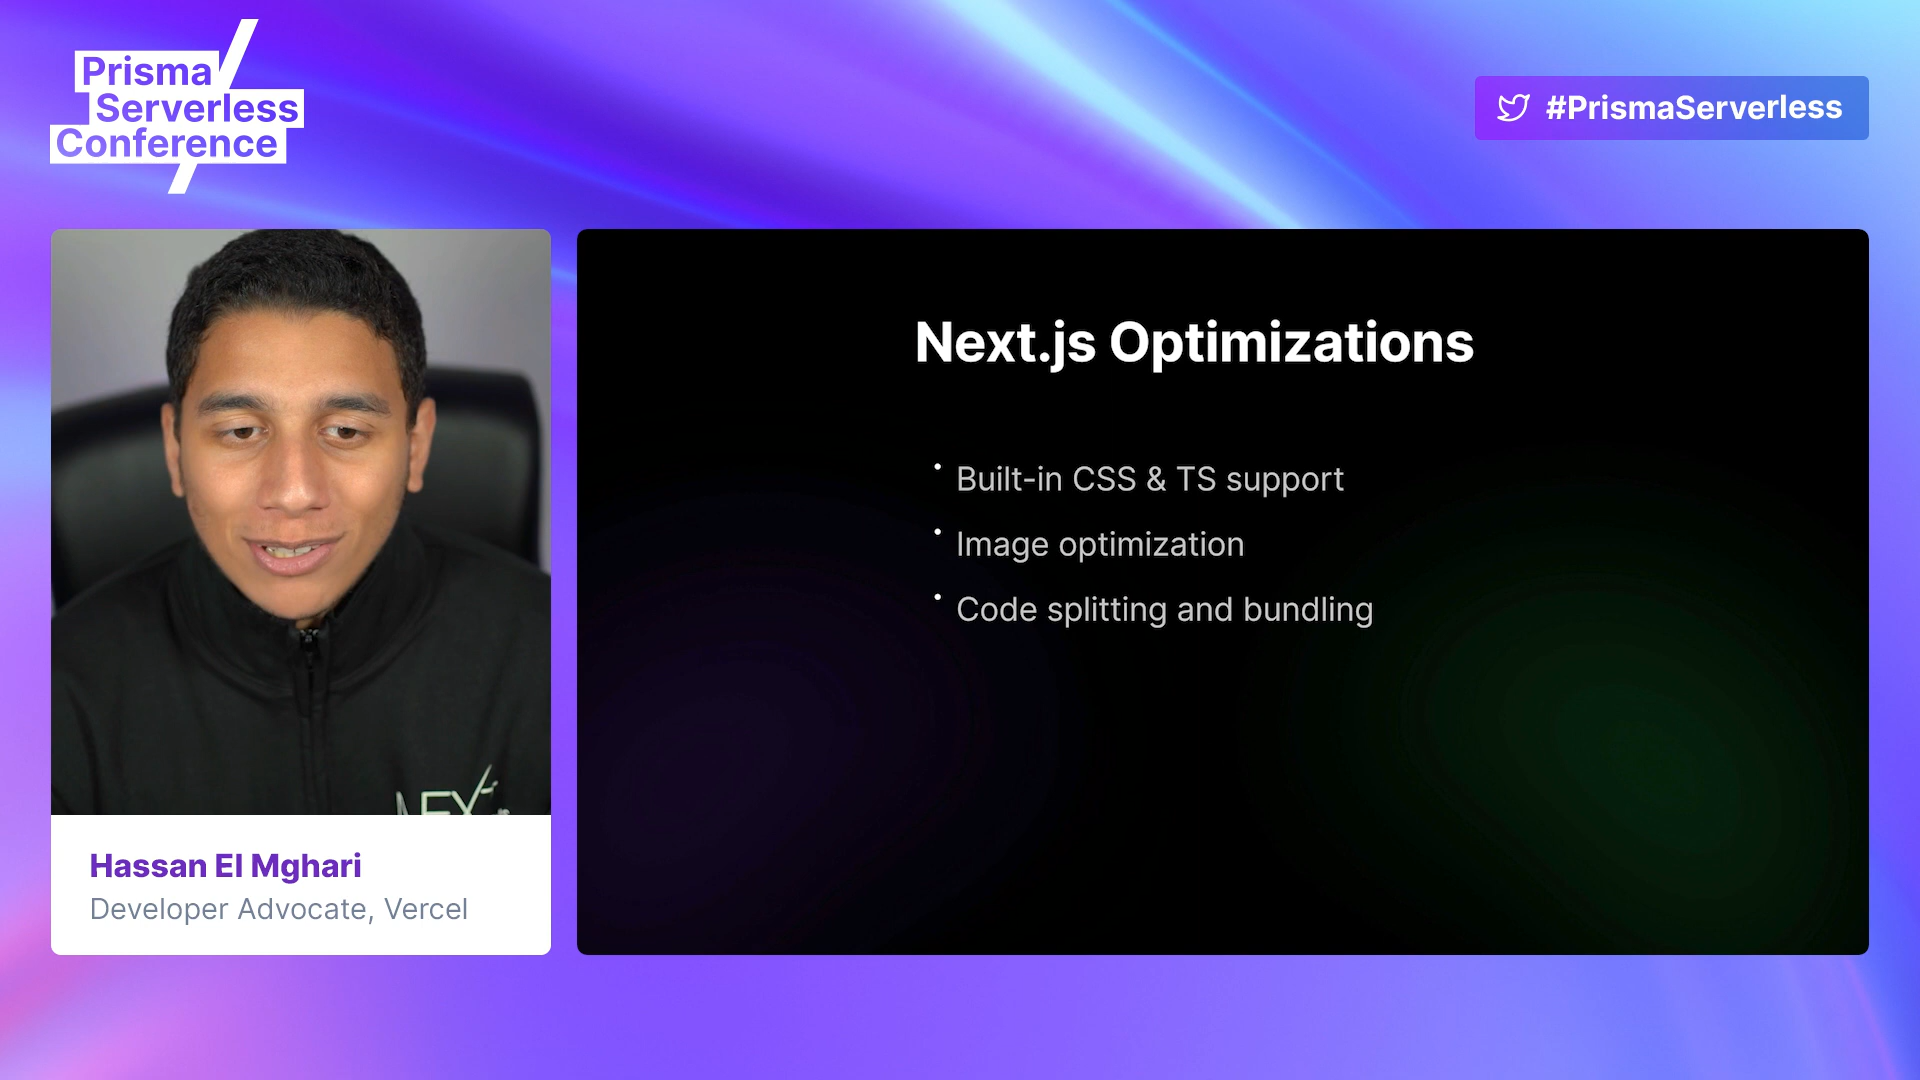 Prisma
Serverless
Conference
#PrismaServerless
Next.js Optimizations
Built-in CSS & TS support
Image optimization
Code splitting and bundling
Hassan El Mghari
Developer Advocate, Vercel